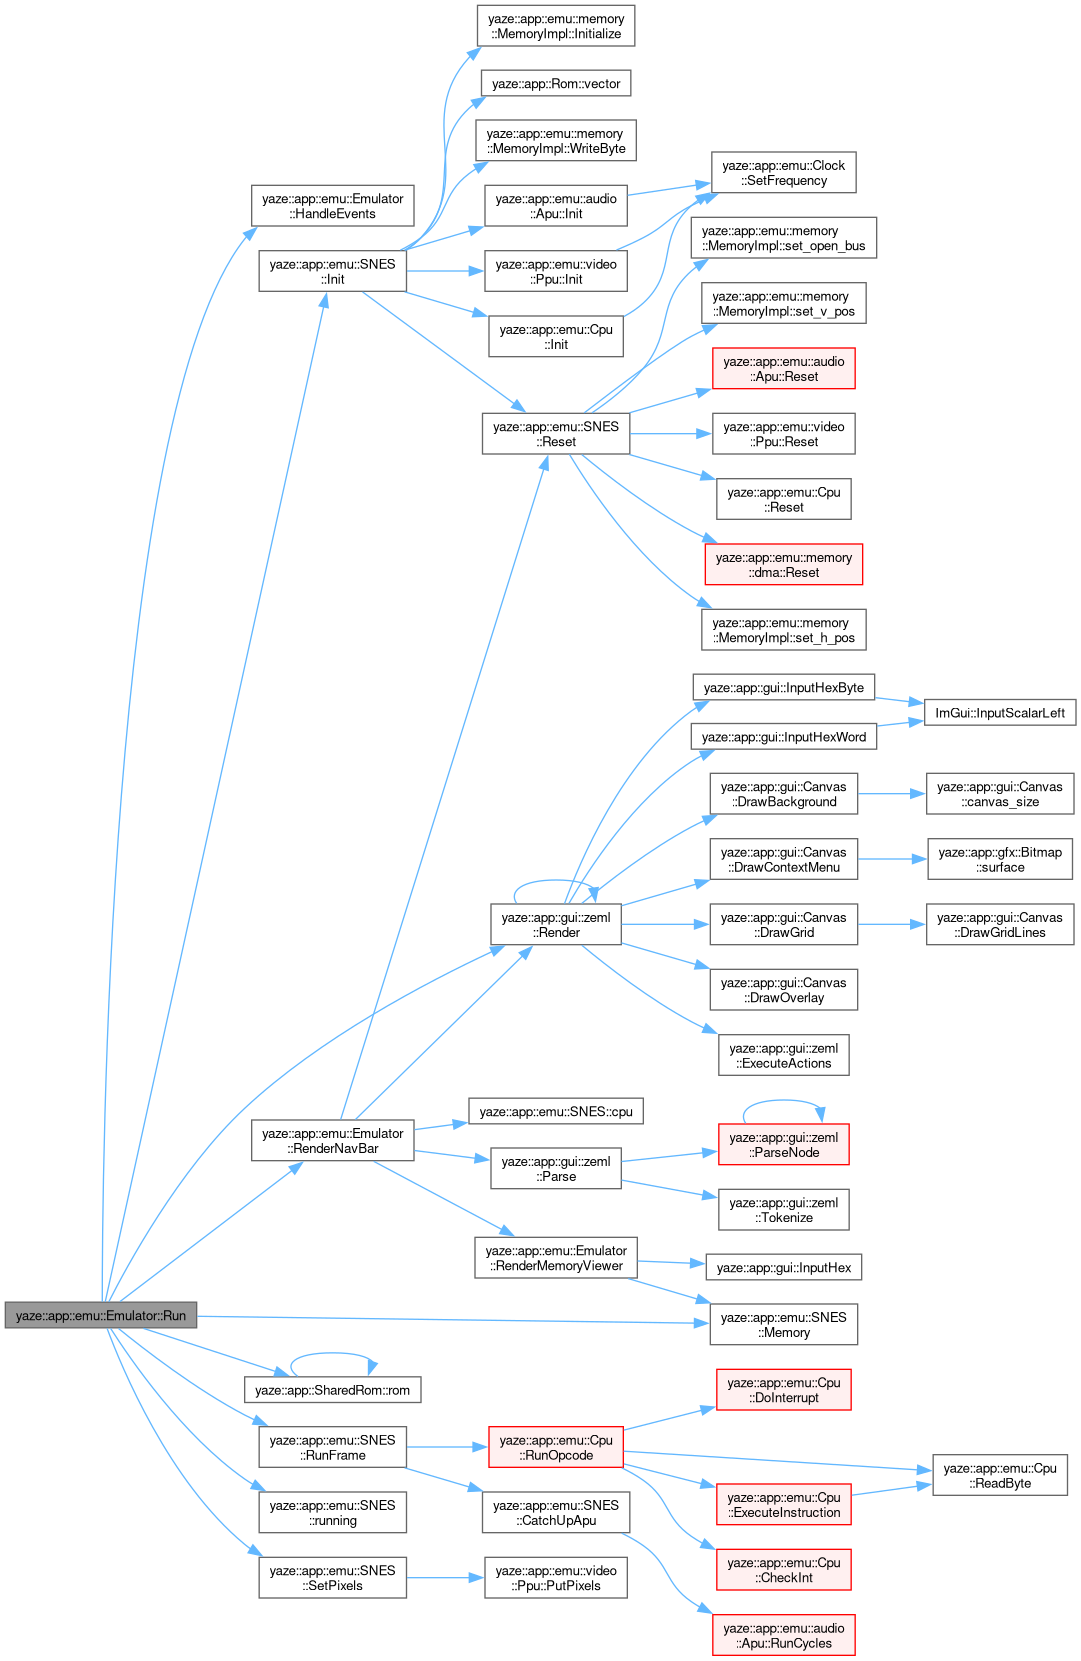 yaze::app::emu::memory
::MemoryImpl::Initialize
yaze::app::Rom::vector
yaze::app::emu::memory
::MemoryImpl::WriteByte
yaze::app::emu::Clock
::SetFrequency
yaze::app::emu::Emulator
::HandleEvents
yaze::app::emu::audio
::Apu::Init
yaze::app::emu::memory
::MemoryImpl::set_open_bus
yaze::app::emu::SNES
::Init
yaze::app::emu::video
::Ppu::Init
yaze::app::emu::memory
::MemoryImpl::set_v_pos
yaze::app::emu::Cpu
::Init
yaze::app::emu::audio
::Apu::Reset
yaze::app::emu::SNES
::Reset
yaze::app::emu::video
::Ppu::Reset
yaze::app::emu::Cpu
::Reset
yaze::app::emu::memory
::dma::Reset
yaze::app::emu::memory
::MemoryImpl::set_h_pos
yaze::app::gui::InputHexByte
ImGui::InputScalarLeft
yaze::app::gui::InputHexWord
yaze::app::gui::Canvas
::DrawBackground
yaze::app::gui::Canvas
::canvas_size
yaze::app::gui::Canvas
::DrawContextMenu
yaze::app::gfx::Bitmap
::surface
yaze::app::gui::zeml
::Render
yaze::app::gui::Canvas
::DrawGrid
yaze::app::gui::Canvas
::DrawGridLines
yaze::app::gui::Canvas
::DrawOverlay
yaze::app::gui::zeml
::ExecuteActions
yaze::app::emu::SNES::cpu
yaze::app::emu::Emulator
::RenderNavBar
yaze::app::gui::zeml
::ParseNode
yaze::app::gui::zeml
::Parse
yaze::app::gui::zeml
::Tokenize
yaze::app::emu::Emulator
::RenderMemoryViewer
yaze::app::gui::InputHex
yaze::app::emu::Emulator::Run
yaze::app::emu::SNES
::Memory
yaze::app::SharedRom::rom
yaze::app::emu::Cpu
::DoInterrupt
yaze::app::emu::SNES
::RunFrame
yaze::app::emu::Cpu
::RunOpcode
yaze::app::emu::Cpu
::ReadByte
yaze::app::emu::SNES
::running
yaze::app::emu::SNES
::CatchUpApu
yaze::app::emu::Cpu
::ExecuteInstruction
yaze::app::emu::SNES
::SetPixels
yaze::app::emu::video
::Ppu::PutPixels
yaze::app::emu::Cpu
::CheckInt
yaze::app::emu::audio
::Apu::RunCycles